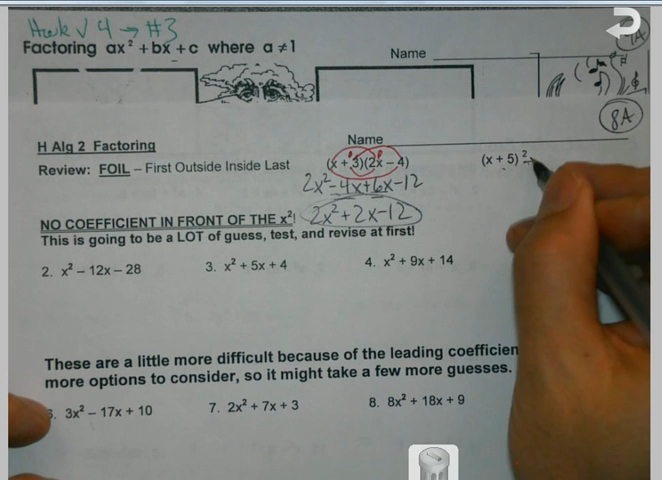 Hwk √ 4 → #3
7A
Factoring ax² + bx + c where a ≠ 1
Name
8A
H Alg 2 Factoring
Name
Review: FOIL – First Outside Inside Last (x + 3)(2x – 4) (x + 5)² =
2x² - 4x + 6x - 12
NO COEFFICIENT IN FRONT OF THE x²! 2x² + 2x - 12
This is going to be a LOT of guess, test, and revise at first!
2. x² – 12x – 28 3. x² + 5x + 4 4. x² + 9x + 14
These are a little more difficult because of the leading coefficien
more options to consider, so it might take a few more guesses.
3x² – 17x + 10 7. 2x² + 7x + 3 8. 8x² + 18x + 9